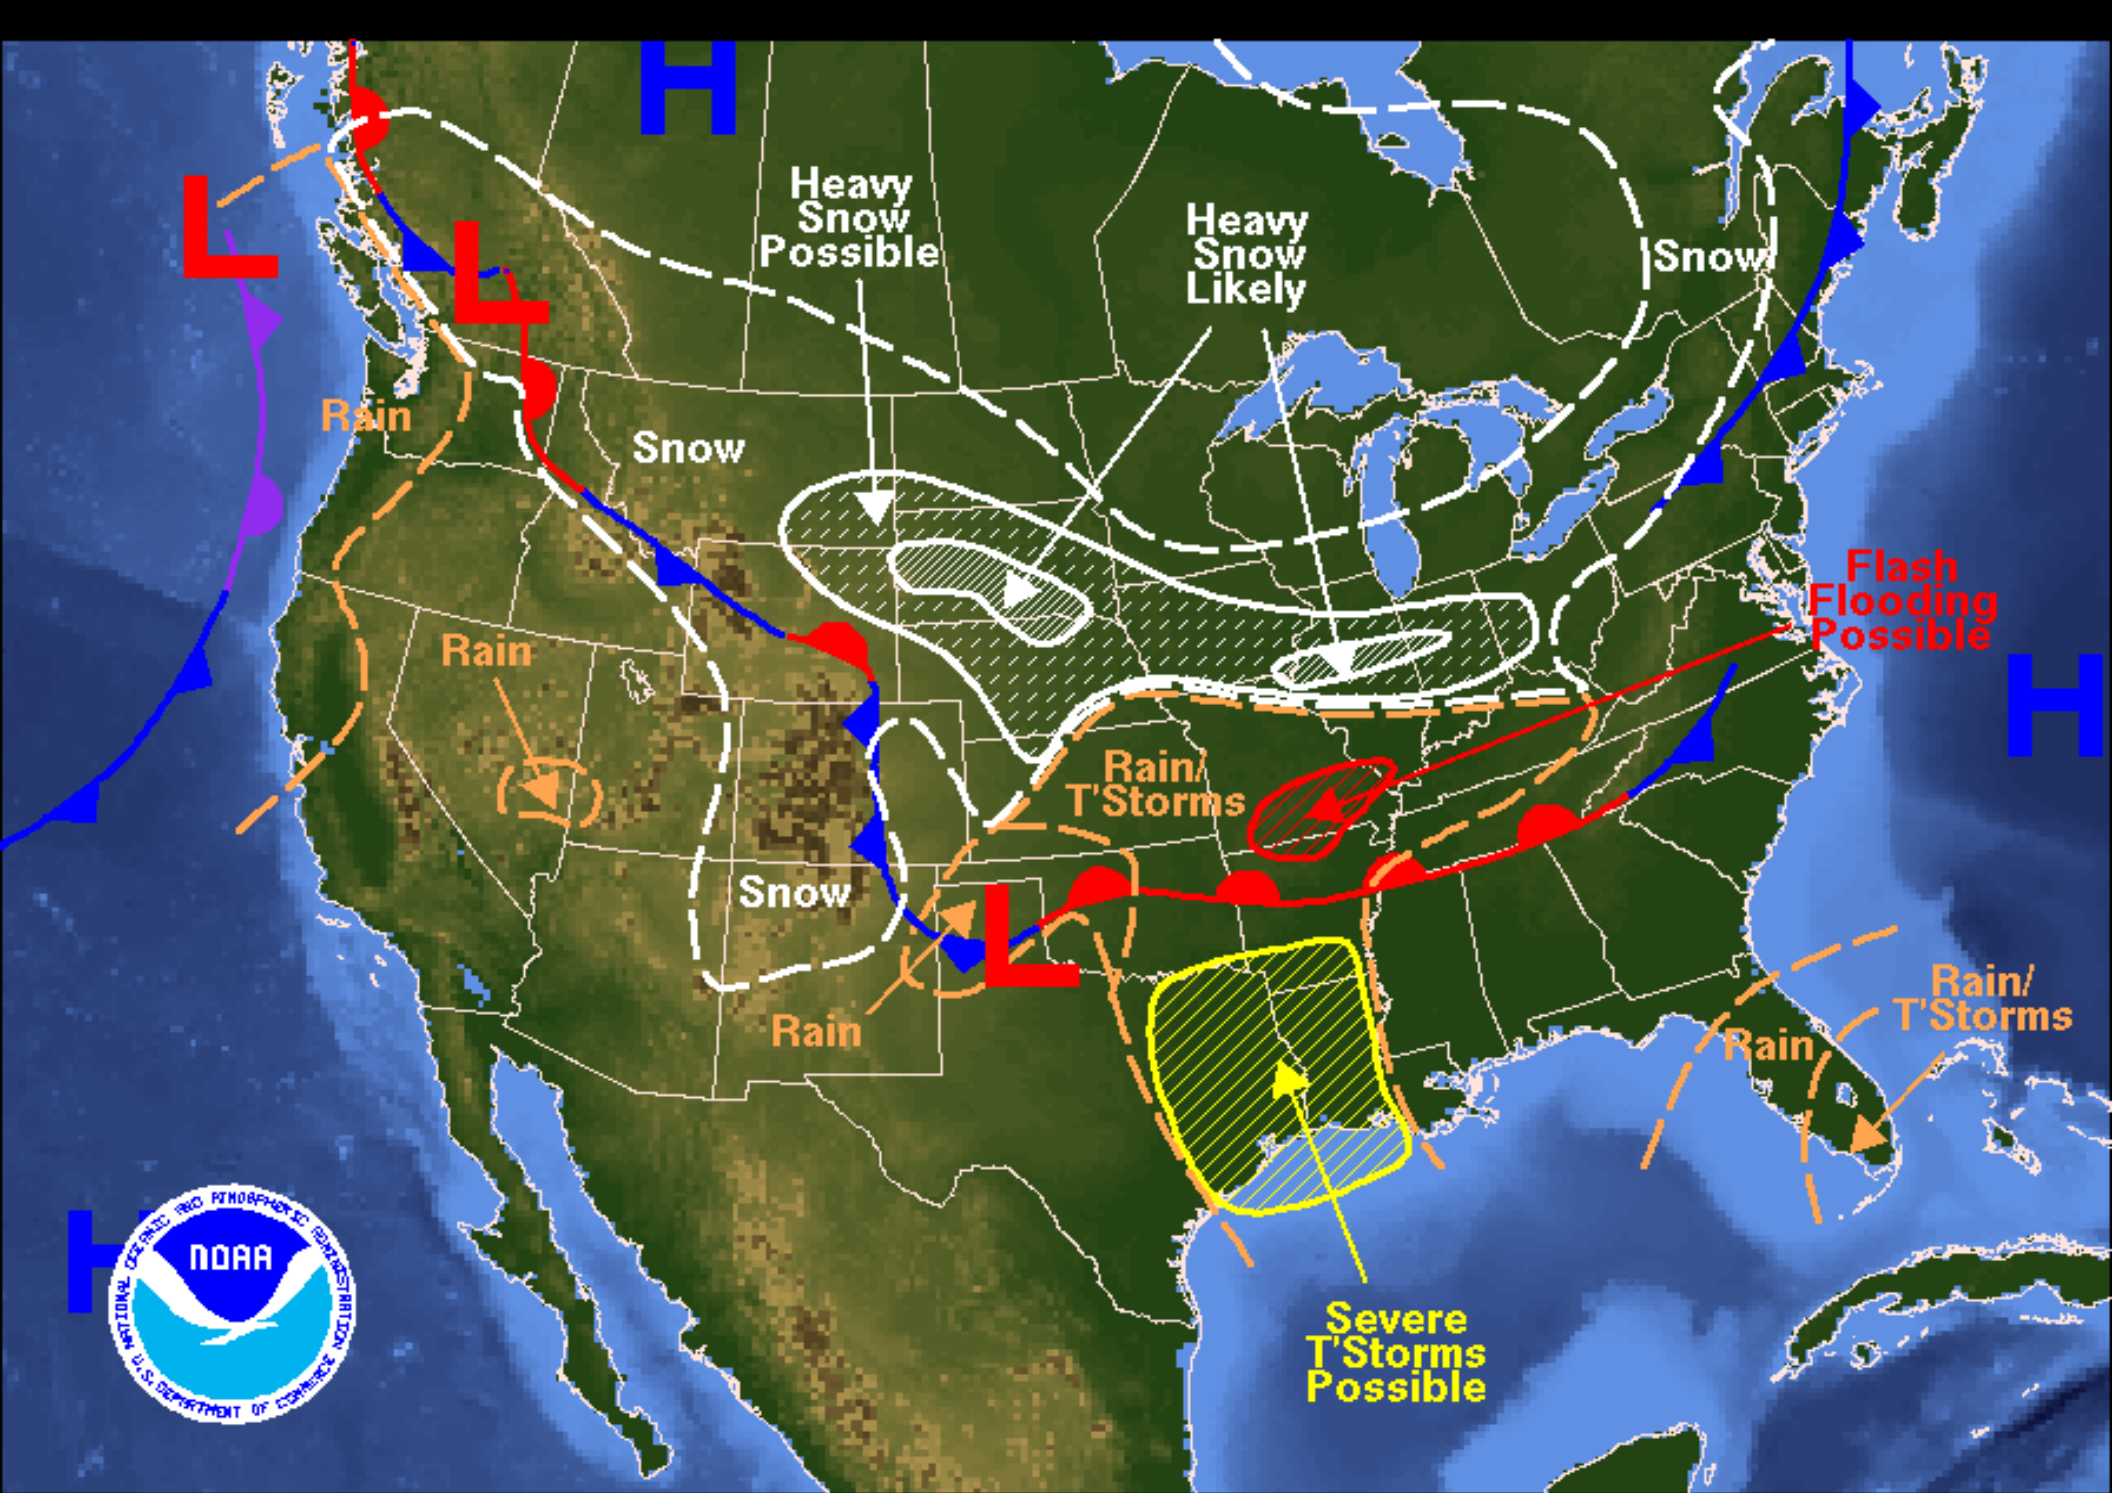 H
L
L
Heavy
Snow
Possible
Heavy
Snow
Likely
Snow
Rain
Snow
Flash
Flooding
Possible
Rain
H
Rain/
T'Storms
Snow
L
Rain
Rain/
T'Storms
Rain
H
NATIONAL OCEANIC AND ATMOSPHERIC ADMINISTRATION
NOAA
U.S. DEPARTMENT OF COMMERCE
Severe
T'Storms
Possible